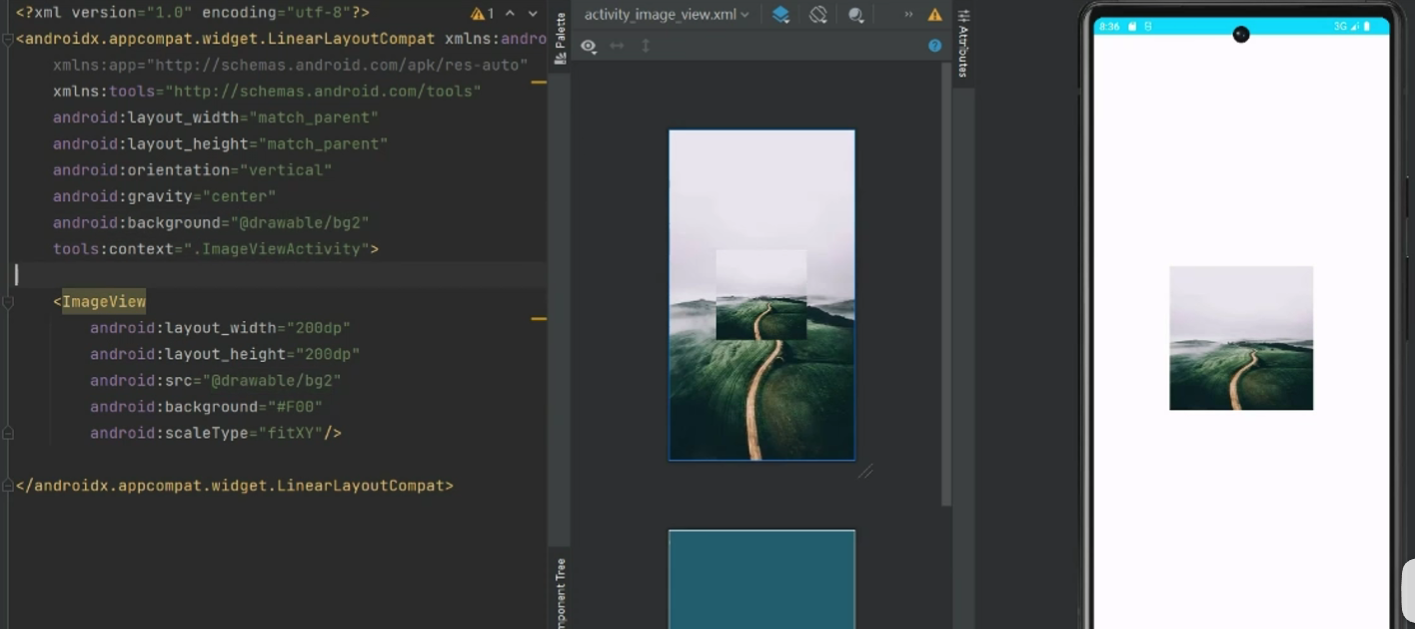 <?xml version="1.0" encoding="utf-8"?>
1
<androidx.appcompat.widget.LinearLayoutCompat xmlns:andro
xmlns:app="http://schemas.android.com/apk/res-auto"
xmlns:tools="http://schemas.android.com/tools"
android:layout_width="match_parent"
android:layout_height="match_parent"
android:orientation="vertical"
android:gravity="center"
android:background="@drawable/bg2"
tools:context=".ImageViewActivity">
<ImageView
android:layout_width="200dp"
android:layout_height="200dp"
android:src="@drawable/bg2"
android:background="#F00"
android:scaleType="fitXY"/>
</androidx.appcompat.widget.LinearLayoutCompat>
Palette
mponent Tree
activity_image_view.xml
Attributes
8:36
3G